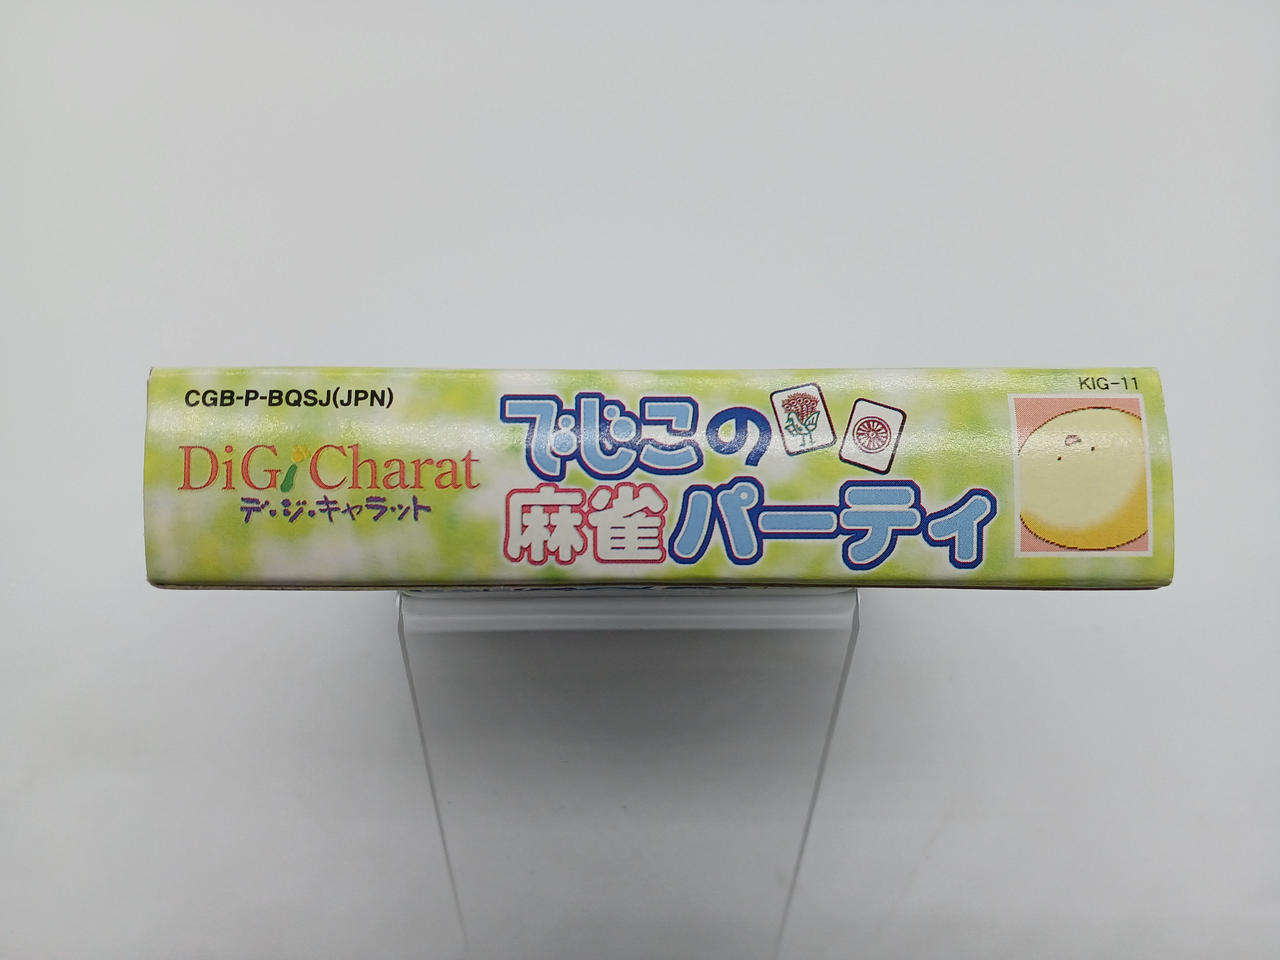 CGB-P-BQSJ(JPN)
DiGi Charat
デ・ジ・キャラット
でじこの
麻雀パーティ
KIG-11